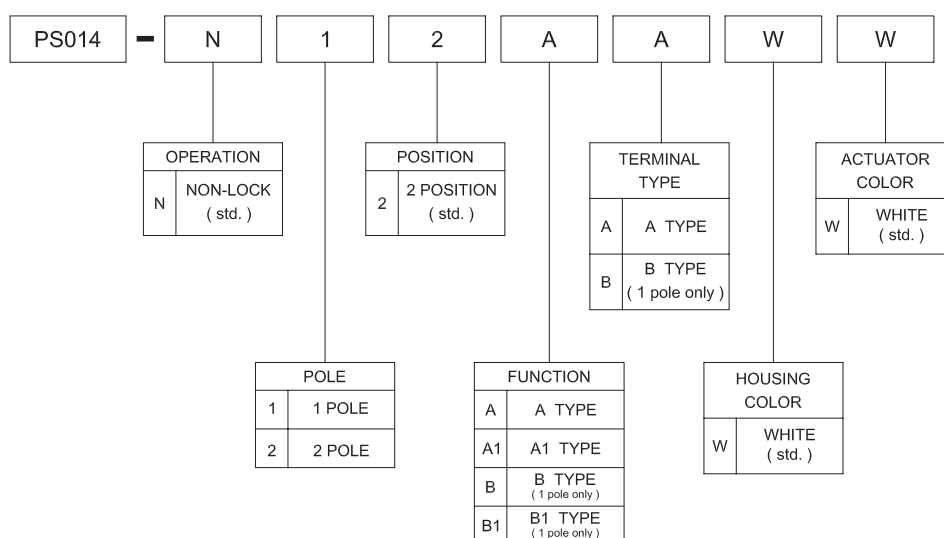 PS014 - N 1 2 A A W W
OPERATION
N NON-LOCK
( std. )
POSITION
2 2 POSITION
( std. )
TERMINAL
TYPE
A A TYPE
B B TYPE
( 1 pole only )
ACTUATOR
COLOR
W WHITE
( std. )
POLE
1 1 POLE
2 2 POLE
FUNCTION
A A TYPE
A1 A1 TYPE
B B TYPE
( 1 pole only )
B1 B1 TYPE
( 1 pole only )
HOUSING
COLOR
W WHITE
( std. )